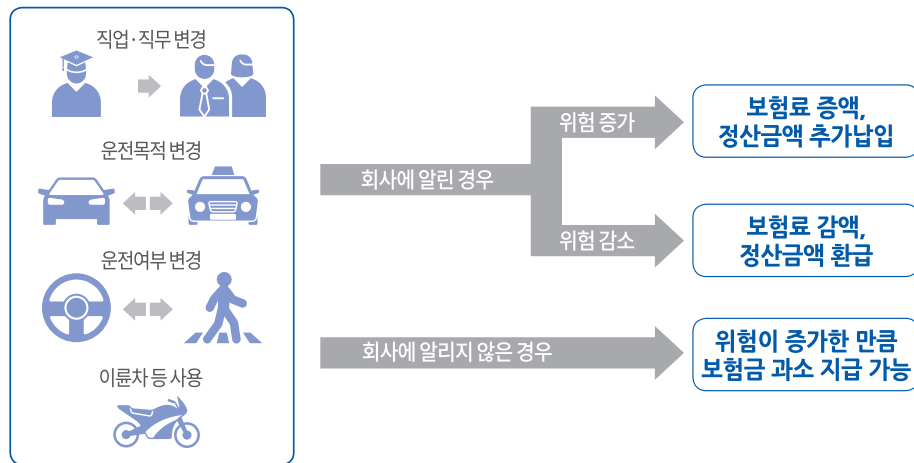 직업·직무 변경
운전목적 변경
운전여부 변경
이륜차 등 사용
회사에 알린 경우
위험 증가
보험료 증액,
정산금액 추가납입
위험 감소
보험료 감액,
정산금액 환급
회사에 알리지 않은 경우
위험이 증가한 만큼
보험금 과소 지급 가능